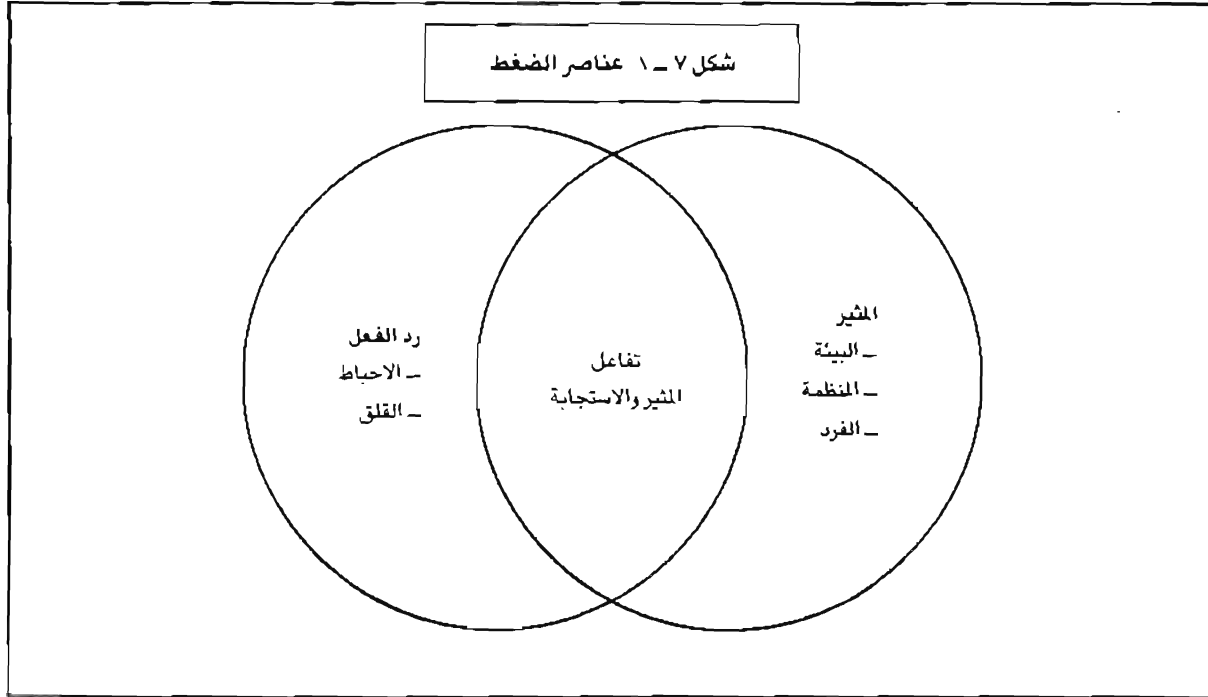 شكل ٧ – ١ عناصر الضغط
المثير
– البيئة
– المنظمة
– الفرد
تفاعل
المثير والاستجابة
رد الفعل
– الاحباط
– القلق